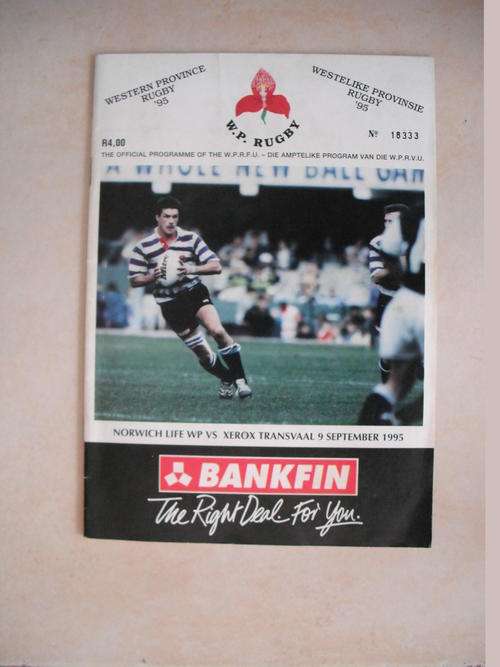 WESTERN PROVINCE
RUGBY
'95
WESTELIKE PROVINSIE
RUGBY
'95
W.P. RUGBY
Nº 18333
R4,00
THE OFFICIAL PROGRAMME OF THE W.P.R.F.U. – DIE AMPTELIKE PROGRAM VAN DIE W.P.R.V.U.
A WHOLE NEW BALL GAM
NORWICH LIFE WP VS XEROX TRANSVAAL 9 SEPTEMBER 1995
BANKFIN
The Right Deal. For You.